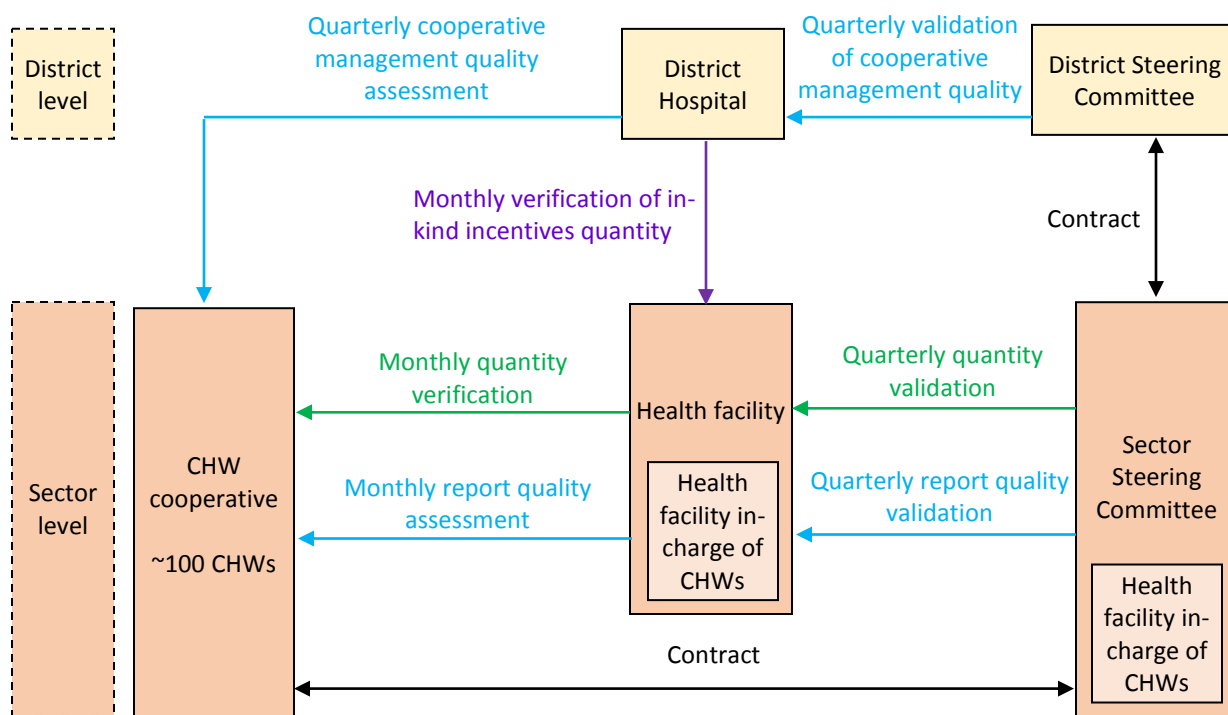 District
level
Quarterly cooperative
management quality
assessment
District
Hospital
Quarterly validation
of cooperative
management quality
District Steering
Committee
Monthly verification of in-
kind incentives quantity
Contract
Sector
level
CHW
cooperative
~100 CHWs
Monthly quantity
verification
Monthly report quality
assessment
Health facility
Health
facility in-
charge of
CHWs
Quarterly quantity
validation
Quarterly report quality
validation
Sector
Steering
Committee
Health
facility in-
charge of
CHWs
Contract